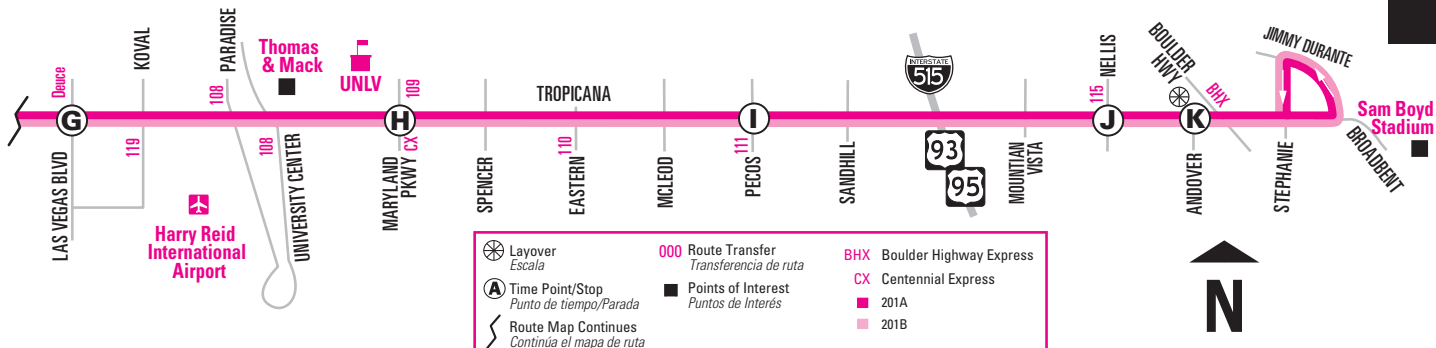 Deuce
G
LAS VEGAS BLVD
KOVAL
119
PARADISE
108
Harry Reid
International
Airport
Thomas
& Mack
108
UNIVERSITY CENTER
UNLV
109
H
MARYLAND
PKWY
CX
SPENCER
TROPICANA
110
EASTERN
MCLEOD
I
111
PECOS
SANDHILL
INTERSTATE
515
93
95
MOUNTIAN
VISTA
NELLIS
115
J
BOULDER
HWY
BHX
K
ANDOVER
JIMMY DURANTE
STEPHANIE
BROADBENT
Sam Boyd
Stadium
Layover
Escala
A
Time Point/Stop
Punto de tiempo/Parada
Route Map Continues
Continúa el mapa de ruta
000 Route Transfer
Transferencia de ruta
Points of Interest
Puntos de Interés
BHX Boulder Highway Express
CX Centennial Express
201A
201B
N